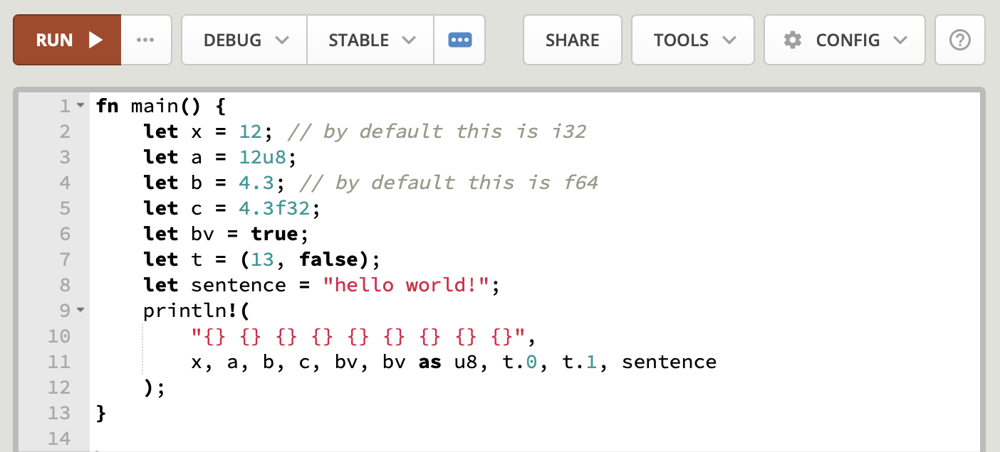 RUN ••• DEBUG STABLE ••• SHARE TOOLS CONFIG ?
1 fn main() {
2     let x = 12; // by default this is i32
3     let a = 12u8;
4     let b = 4.3; // by default this is f64
5     let c = 4.3f32;
6     let bv = true;
7     let t = (13, false);
8     let sentence = "hello world!";
9     println!(
10         "{} {} {} {} {} {} {} {} {}",
11         x, a, b, c, bv, bv as u8, t.0, t.1, sentence
12     );
13 }
14